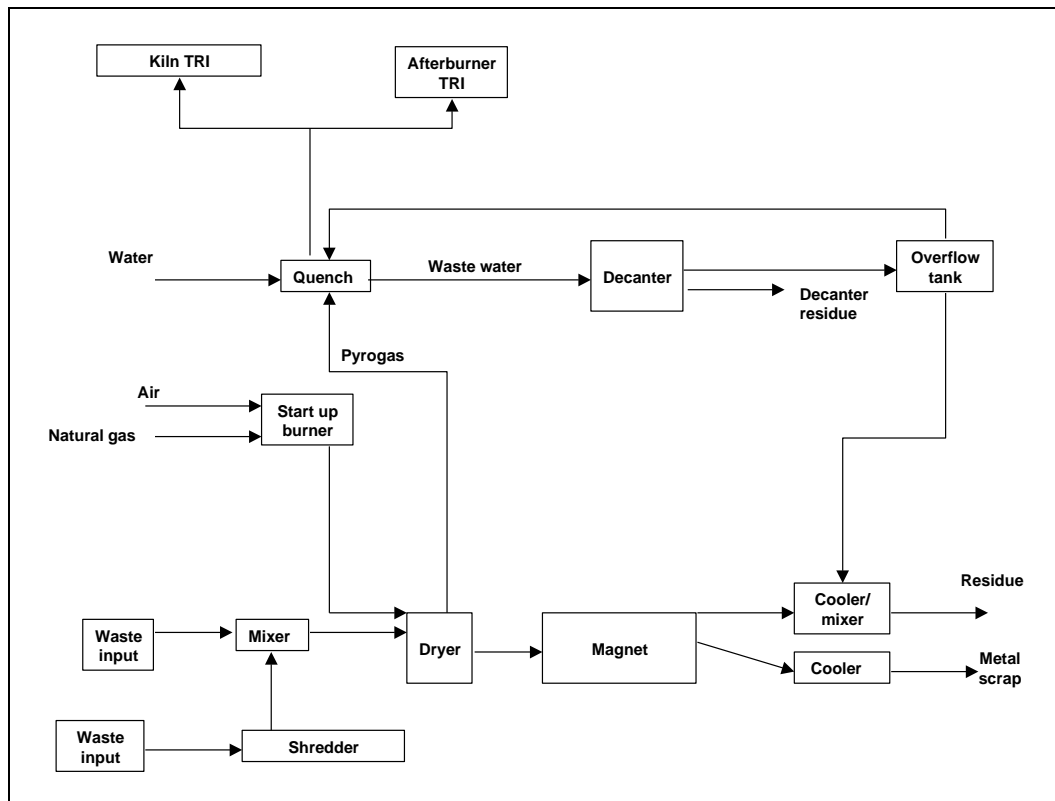 Kiln TRI
Afterburner
TRI
Water
Quench
Waste water
Decanter
Overflow
tank
Decanter
residue
Pyrogas
Air
Natural gas
Start up
burner
Waste
input
Mixer
Dryer
Magnet
Cooler/
mixer
Residue
Cooler
Metal
scrap
Waste
input
Shredder